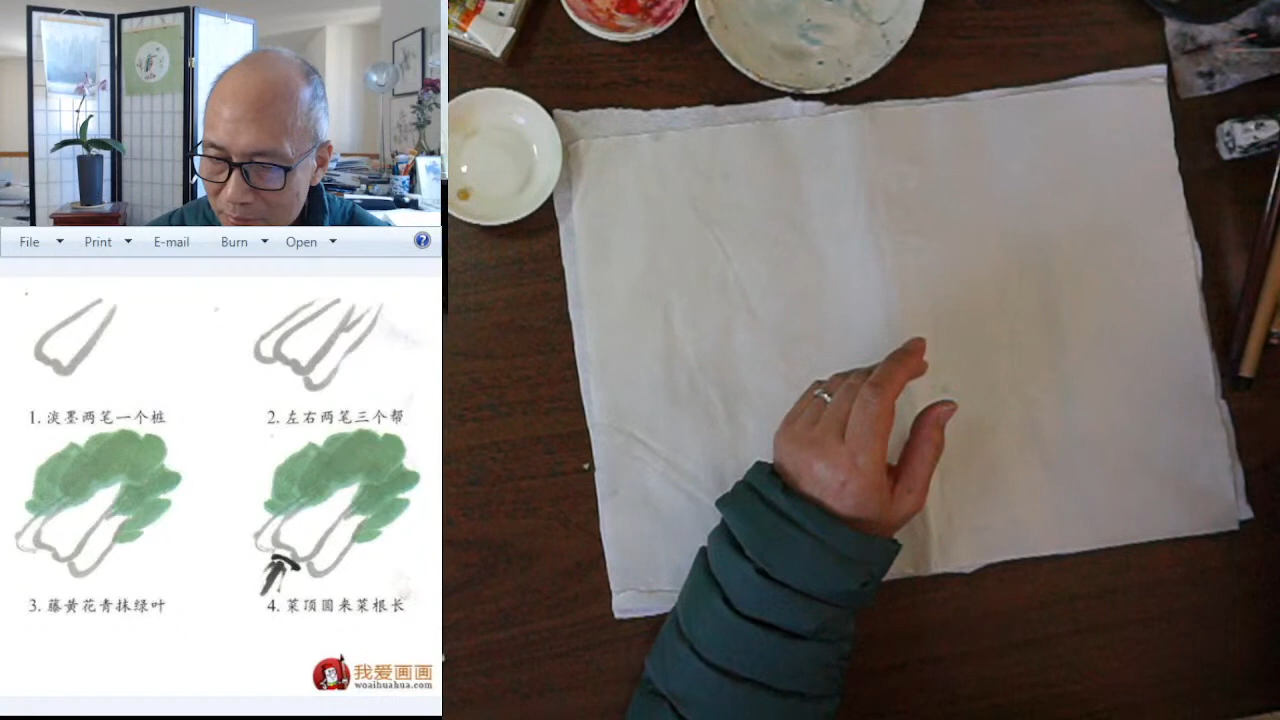 File Print E-mail Burn Open
1. 淡墨两笔一个桩
2. 左右两笔三个帮
3. 藤黄花青抹绿叶
4. 菜顶圆来菜根长
我爱画画
woaihuahua.com